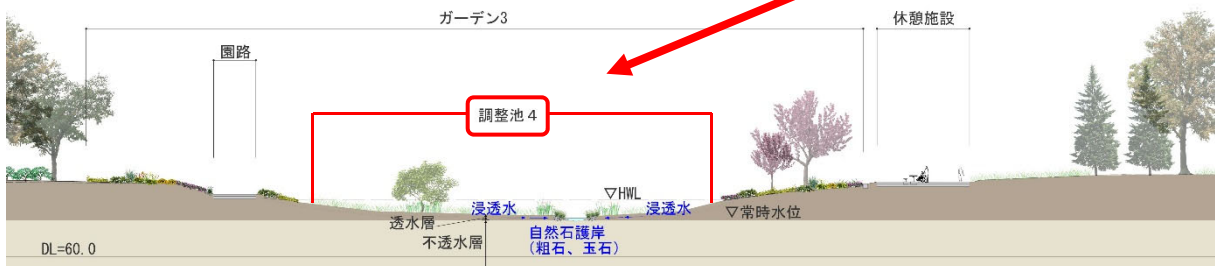 ガーデン3
休憩施設
園路
調整池4
▽HWL
浸透水
浸透水
▽常時水位
透水層
不透水層
自然石護岸
(粗石、玉石)
DL=60.0